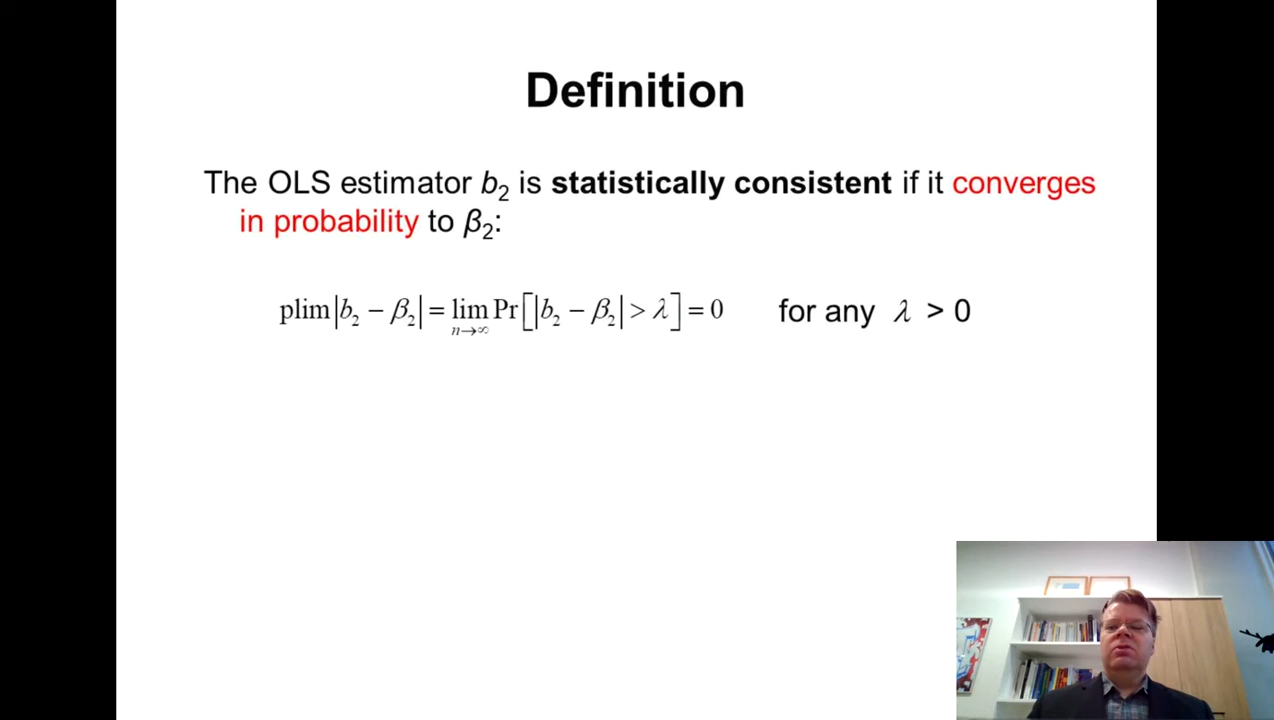 Definition
The OLS estimator b₂ is statistically consistent if it converges
in probability to β₂:
plim|b₂ − β₂| = lim Pr[|b₂ − β₂| > λ] = 0 for any λ > 0
n→∞